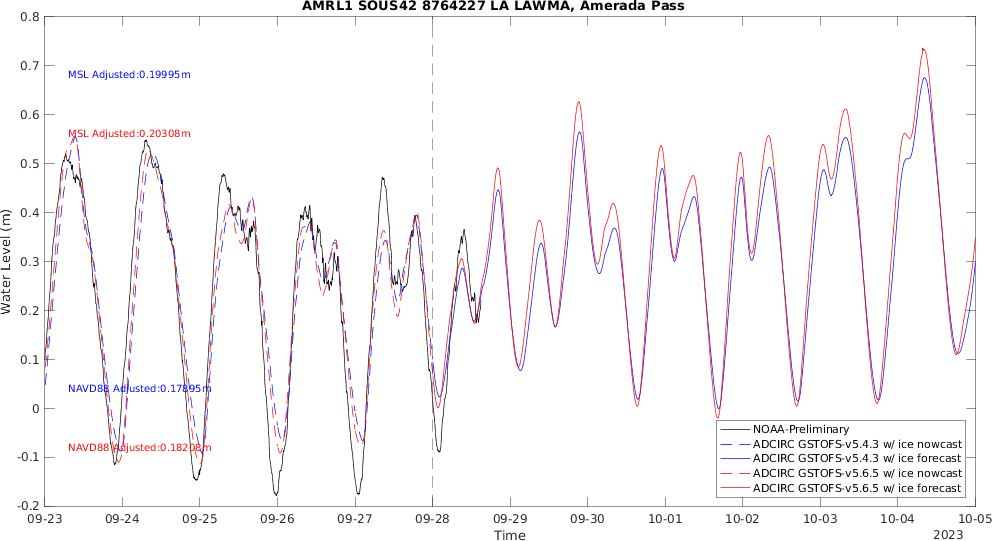 AMRL1 SOUS42 8764227 LA LAWMA, Amerada Pass
0.8
0.7
0.6
0.5
0.4
0.3
0.2
0.1
0
-0.1
-0.2
Water Level (m)
MSL Adjusted:0.19995m
MSL Adjusted:0.20308m
NAVD88 Adjusted:0.17895m
NAVD88 Adjusted:0.18208m
NOAA-Preliminary
ADCIRC GSTOFS-v5.4.3 w/ ice nowcast
ADCIRC GSTOFS-v5.4.3 w/ ice forecast
ADCIRC GSTOFS-v5.6.5 w/ ice nowcast
ADCIRC GSTOFS-v5.6.5 w/ ice forecast
09-23 09-24 09-25 09-26 09-27 09-28 09-29 09-30 10-01 10-02 10-03 10-04 10-05
Time
2023